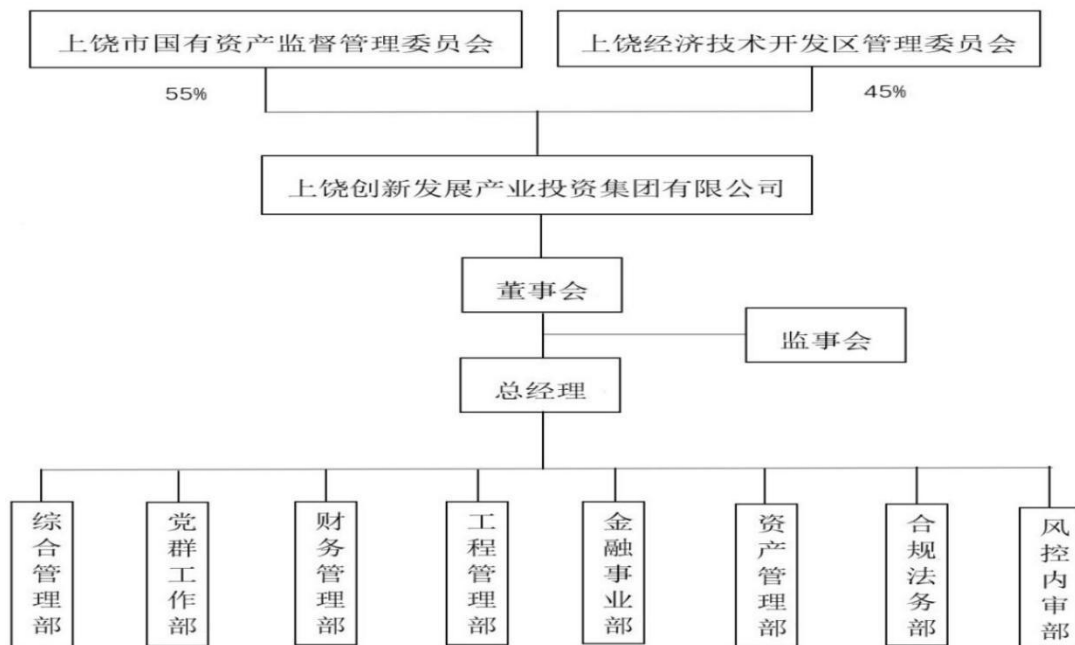 上饶市国有资产监督管理委员会
上饶经济技术开发区管理委员会
55%
45%
上饶创新发展产业投资集团有限公司
董事会
监事会
总经理
综合管理部
党群工作部
财务管理部
工程管理部
金融事业部
资产管理部
合规法务部
风控内审部